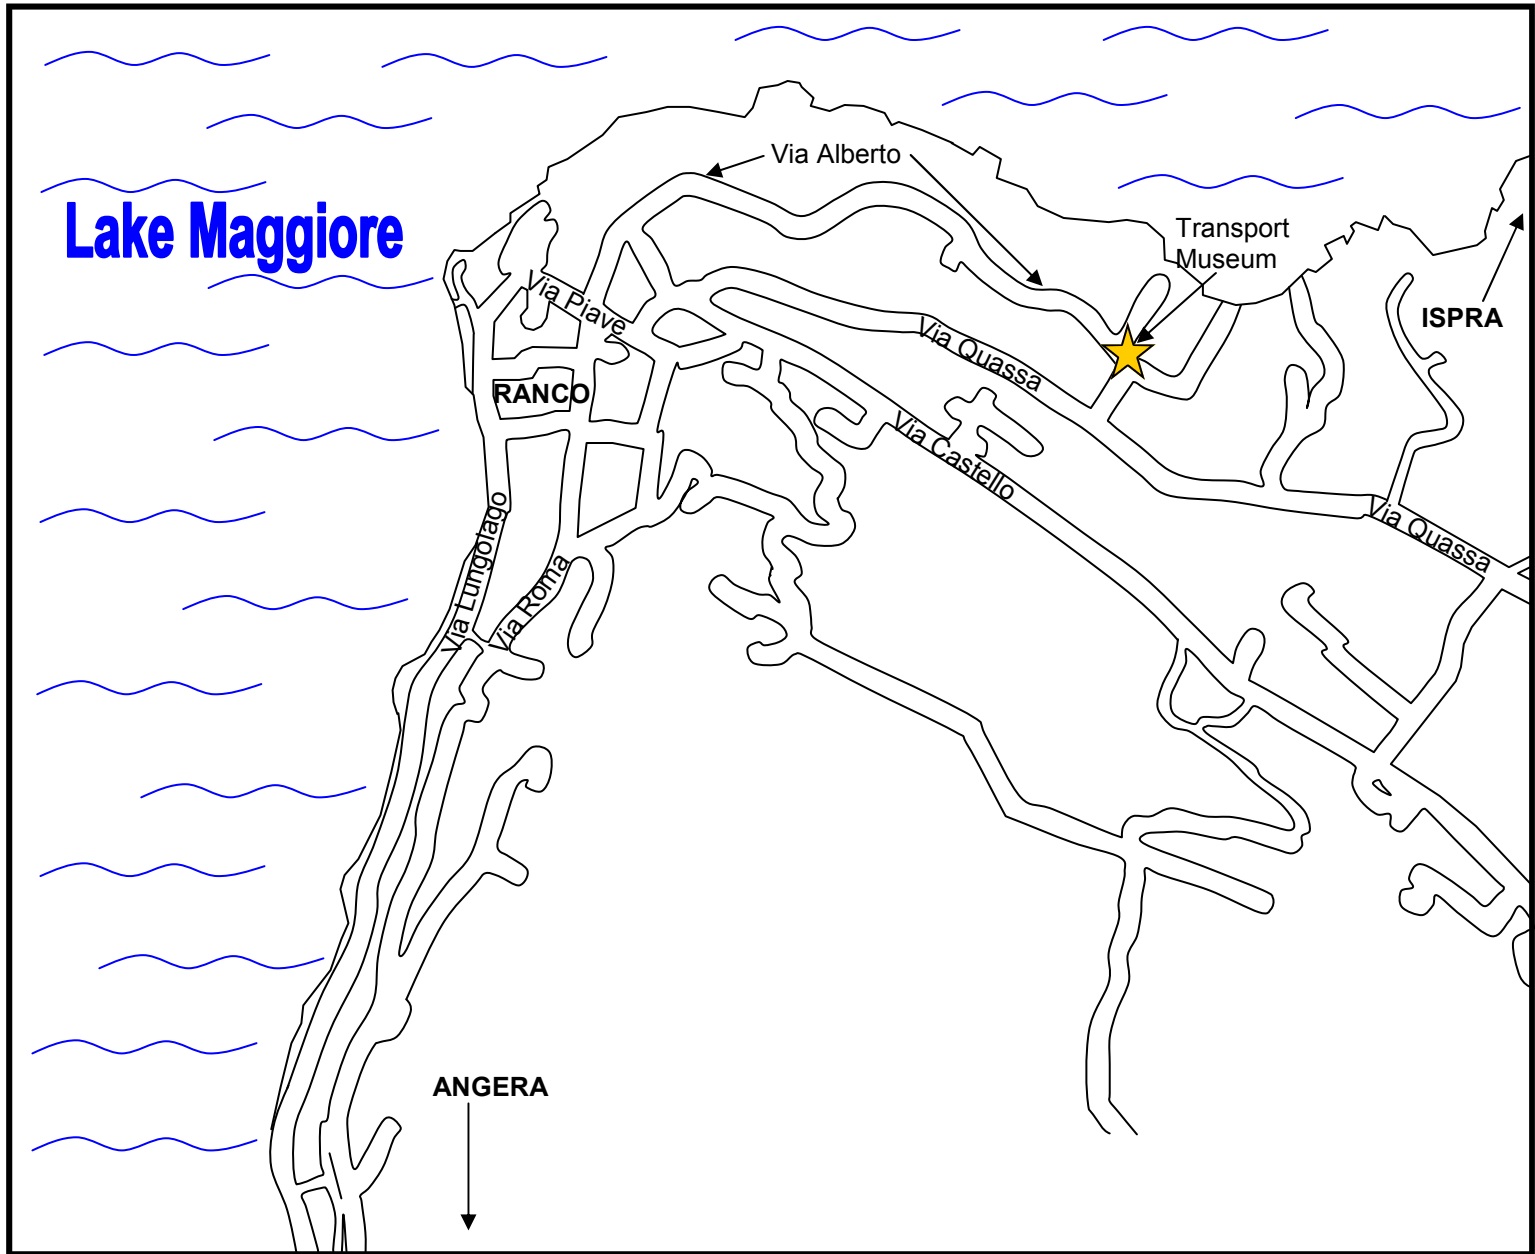 Via Alberto
Lake Maggiore
Transport
Museum
Via Piave
ISPRA
Via Quassa
RANCO
Via Castello
Via Lungolago
Via Roma
Via Quassa
ANGERA